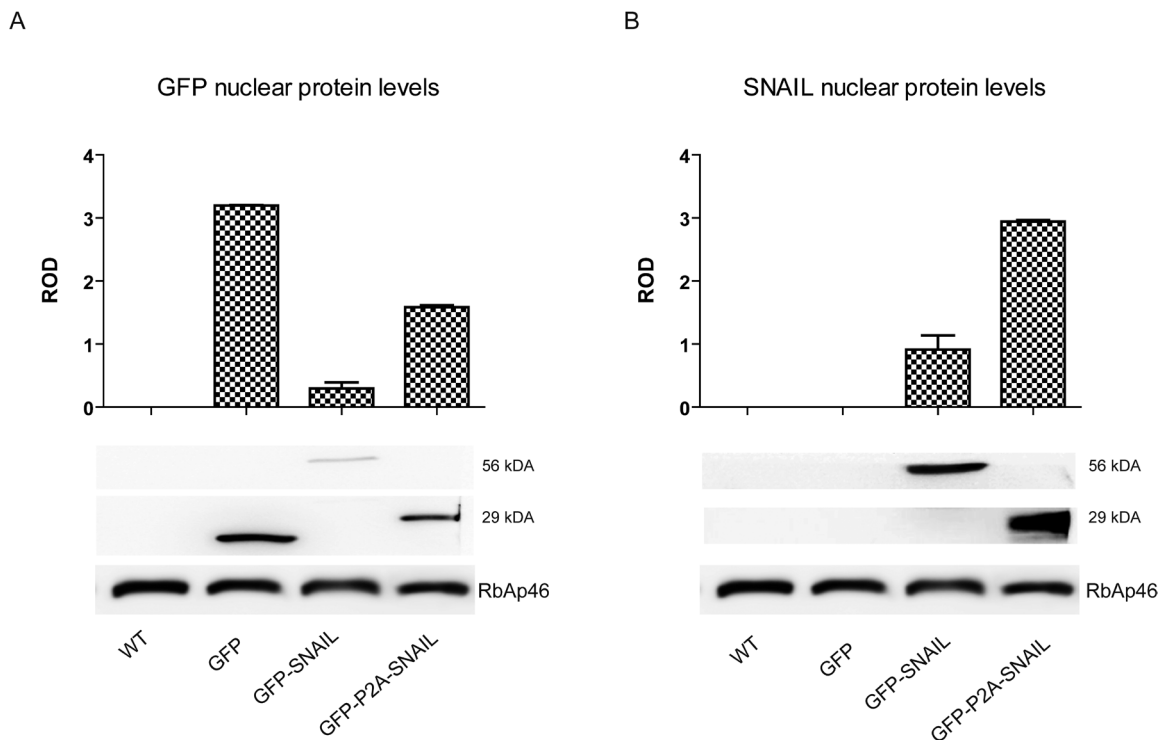 A
GFP nuclear protein levels
4
3
2
1
0
ROD
56 kDA
29 kDA
RbAp46
WT
GFP
GFP-SNAIL
GFP-P2A-SNAIL
B
SNAIL nuclear protein levels
4
3
2
1
0
ROD
56 kDA
29 kDA
RbAp46
WT
GFP
GFP-SNAIL
GFP-P2A-SNAIL